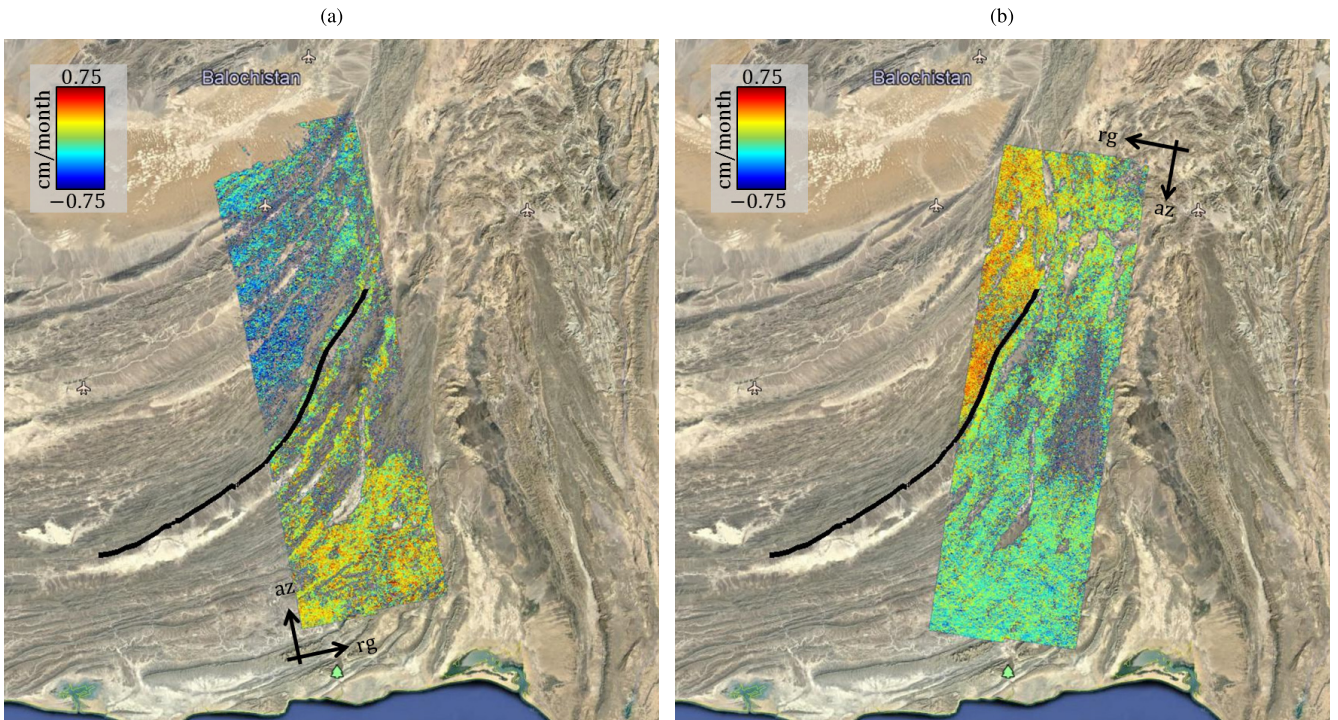 (a)
(b)
0.75
cm/month
−0.75
Balochistan
az
rg
0.75
cm/month
−0.75
Balochistan
rg
az